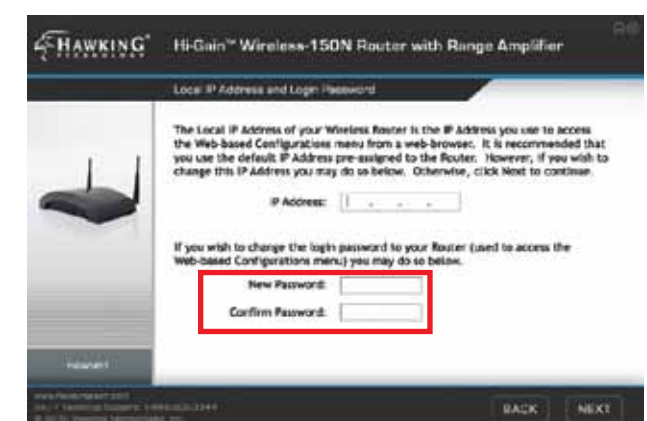 HAWKING
TECHNOLOGY
Hi-Gain™ Wireless-150N Router with Range Amplifier
Local IP Address and Login Password
The Local IP Address of your Wireless Router is the IP Address you use to access
the Web-based Configurations menu from a web-browser. It is recommended that
you use the default IP Address pre-assigned to the Router. However, if you wish to
change this IP Address you may do so below. Otherwise, click Next to continue.
IP Address: . . .
If you wish to change the login password to your Router (used to access the
Web-based Configurations menu) you may do so below.
New Password:
Confirm Password:
BACK
NEXT